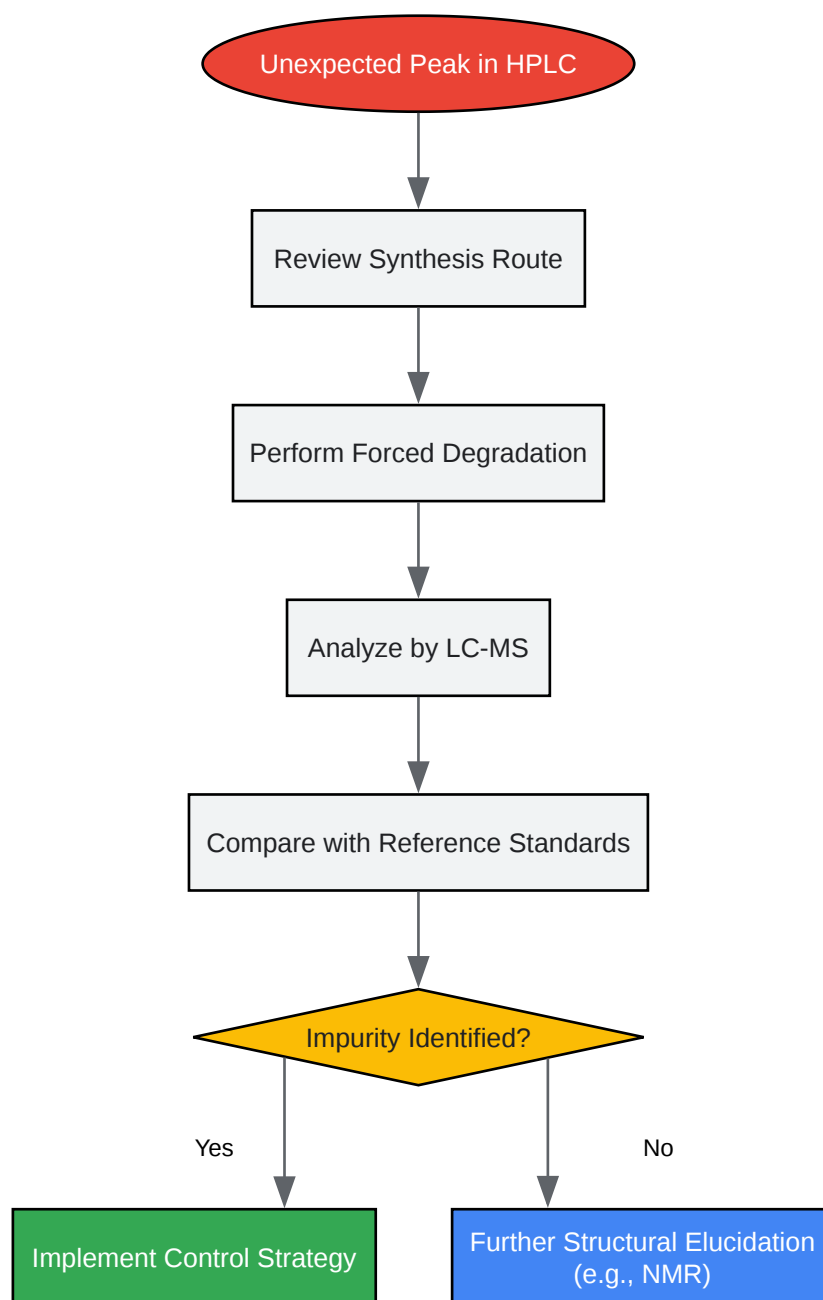 Unexpected Peak in HPLC
Review Synthesis Route
Perform Forced Degradation
Analyze by LC-MS
Compare with Reference Standards
Impurity Identified?
Yes
No
Implement Control Strategy
Further Structural Elucidation
(e.g., NMR)